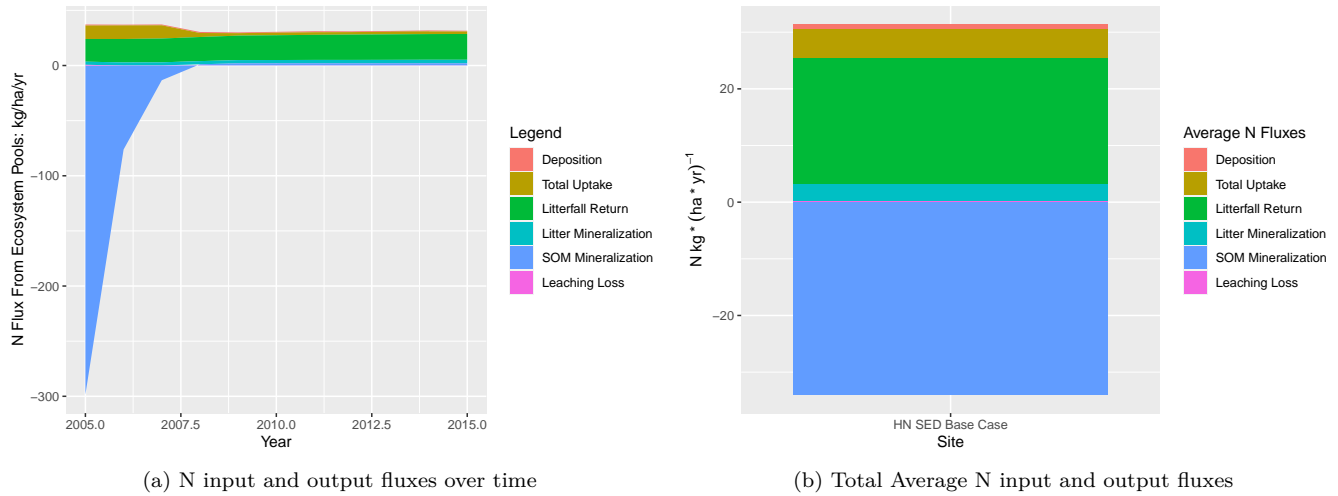 N Flux From Ecosystem Pools: kg/ha/yr
0
−100
−200
−300
2005.0 2007.5 2010.0 2012.5 2015.0
Year
Legend
Deposition
Total Uptake
Litterfall Return
Litter Mineralization
SOM Mineralization
Leaching Loss
(a) N input and output fluxes over time
N kg * (ha * yr)⁻¹
20
0
−20
HN SED Base Case
Site
Average N Fluxes
Deposition
Total Uptake
Litterfall Return
Litter Mineralization
SOM Mineralization
Leaching Loss
(b) Total Average N input and output fluxes